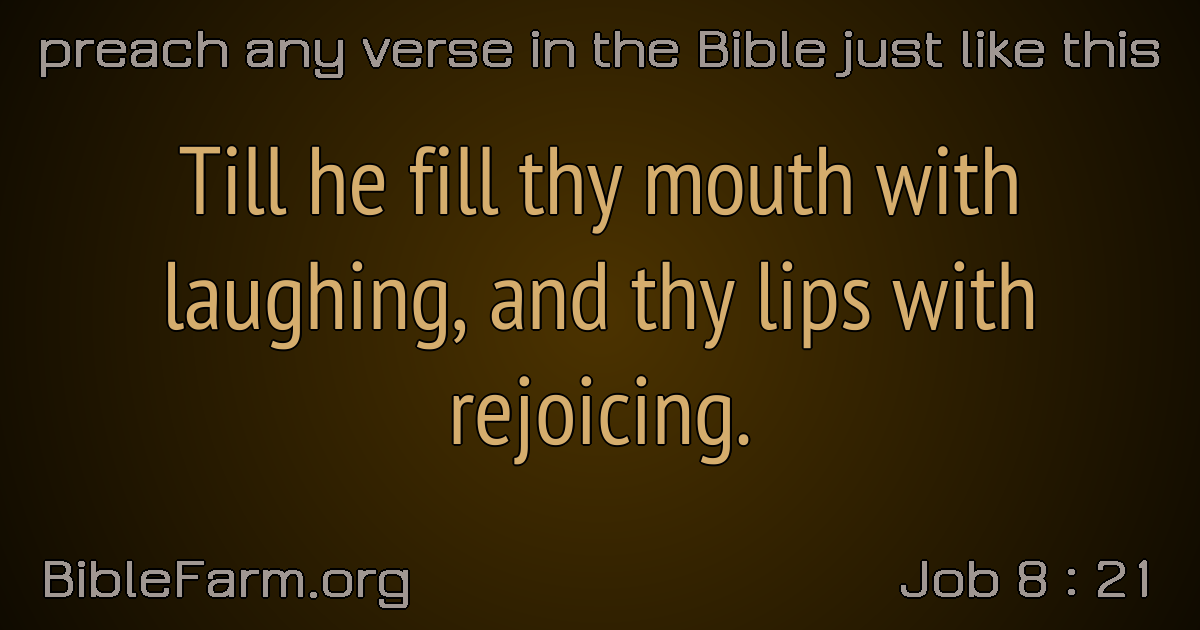 preach any verse in the Bible just like this
Till he fill thy mouth with
laughing, and thy lips with
rejoicing.
BibleFarm.org
Job 8 : 21